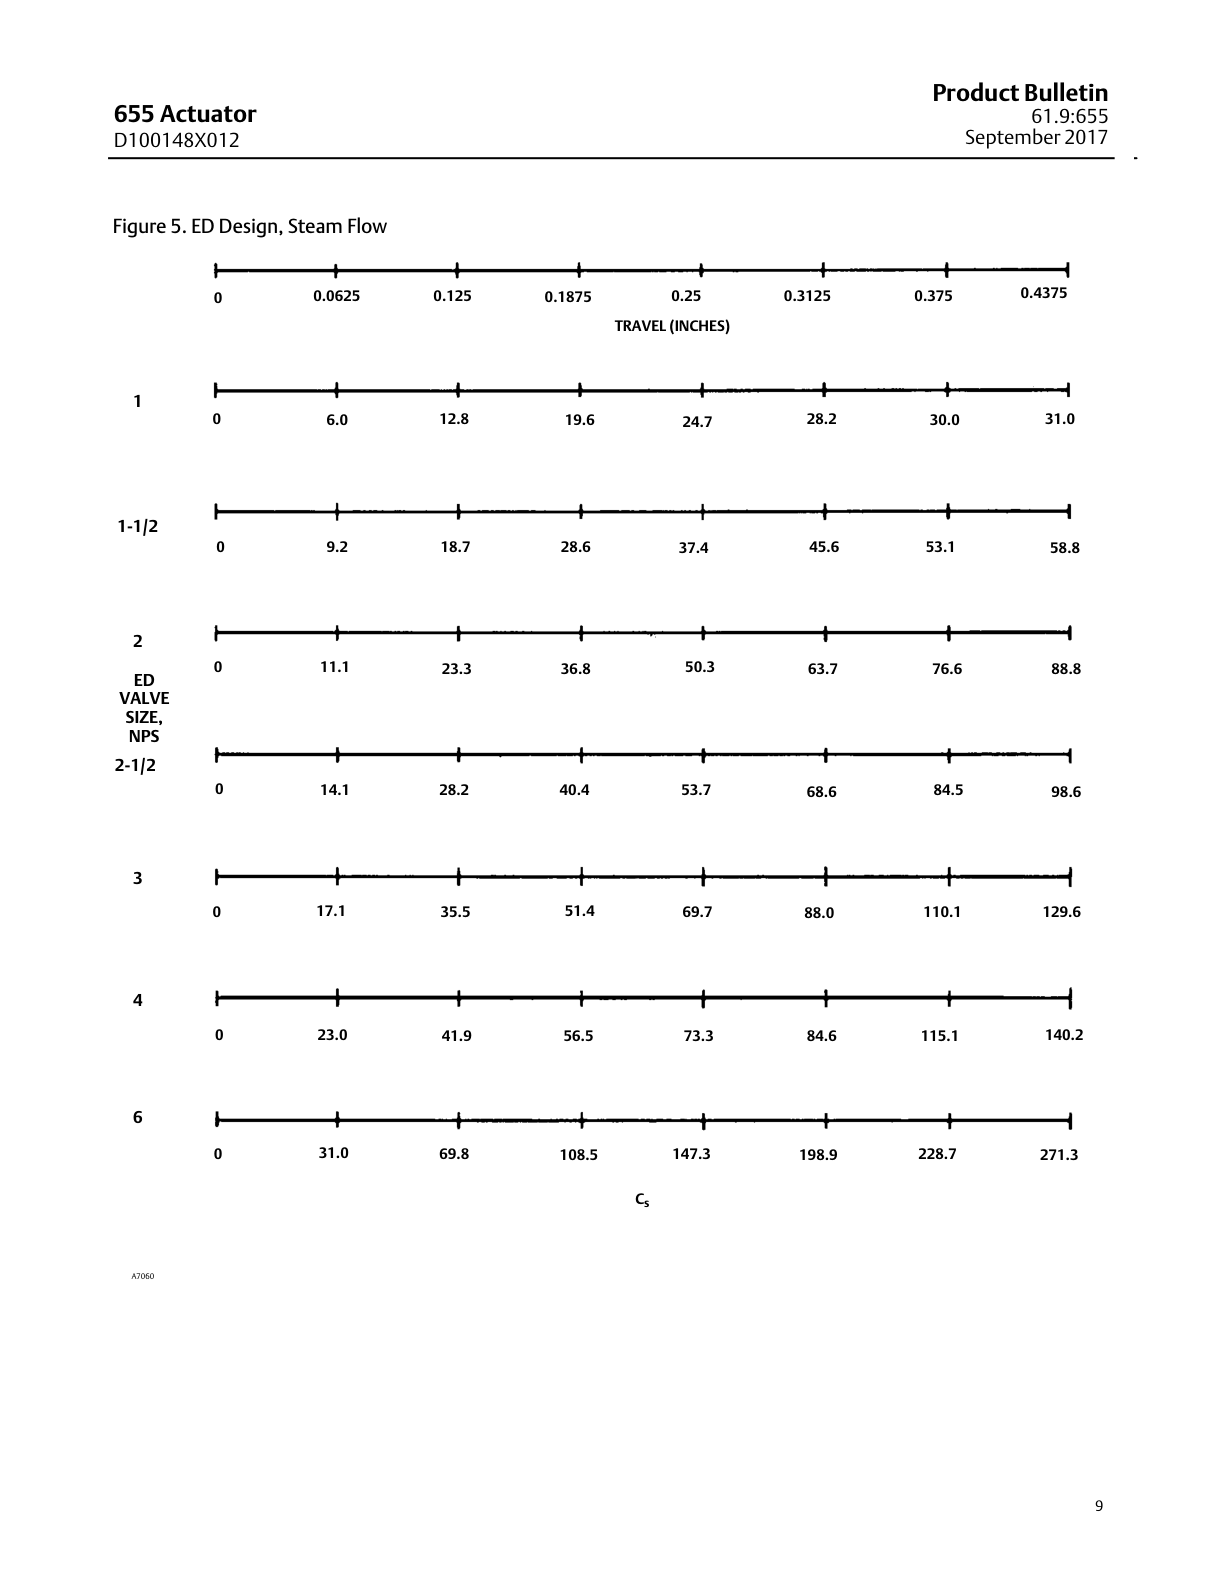 Product Bulletin
655 Actuator
61.9:655
D100148X012
September 2017
Figure 5. ED Design, Steam Flow
0 0.0625 0.125 0.1875 0.25 0.3125 0.375 0.4375
TRAVEL (INCHES)
1
0 6.0 12.8 19.6 24.7 28.2 30.0 31.0
1-1/2
0 9.2 18.7 28.6 37.4 45.6 53.1 58.8
2
0 11.1 23.3 36.8 50.3 63.7 76.6 88.8
ED
VALVE
SIZE,
NPS
2-1/2
0 14.1 28.2 40.4 53.7 68.6 84.5 98.6
3
0 17.1 35.5 51.4 69.7 88.0 110.1 129.6
4
0 23.0 41.9 56.5 73.3 84.6 115.1 140.2
6
0 31.0 69.8 108.5 147.3 198.9 228.7 271.3
Cs
A7060
9